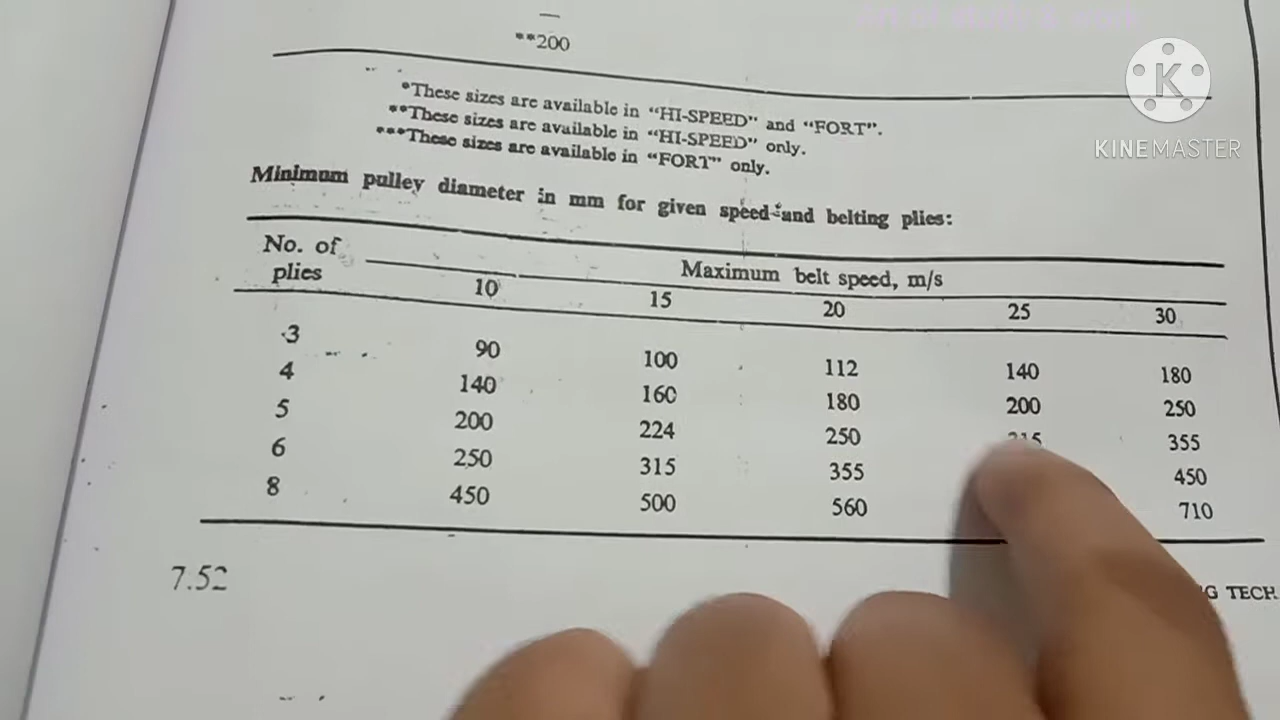 **200
*These sizes are available in "HI-SPEED" and "FORT".
**These sizes are available in "HI-SPEED" only.
***These sizes are available in "FORT" only.
Minimum pulley diameter in mm for given speed and belting plies:
No. of plies
Maximum belt speed, m/s
10 15 20 25 30
3 90 100 112 140 180
4 140 160 180 200 250
5 200 224 250 355
6 250 315 355 450
8 450 500 560 710
7.52
TECH
K
KINEMASTER